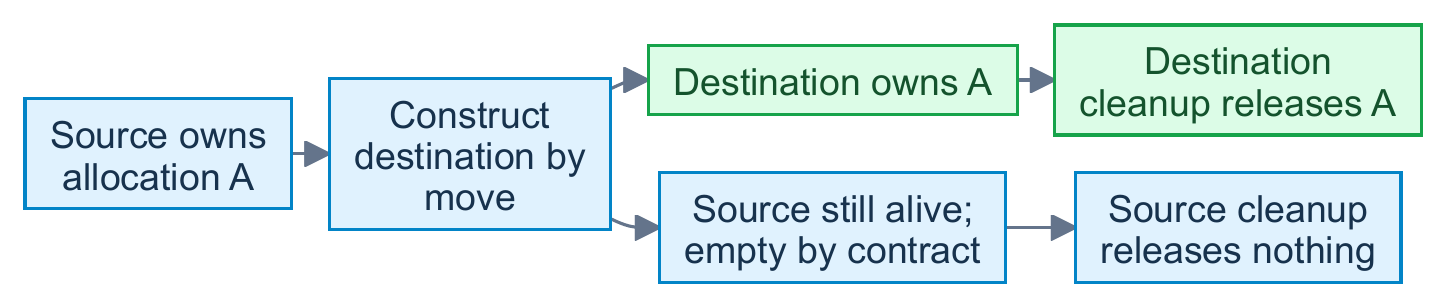 Source owns
allocation A
Construct
destination by
move
Destination owns A
Destination
cleanup releases A
Source still alive;
empty by contract
Source cleanup
releases nothing